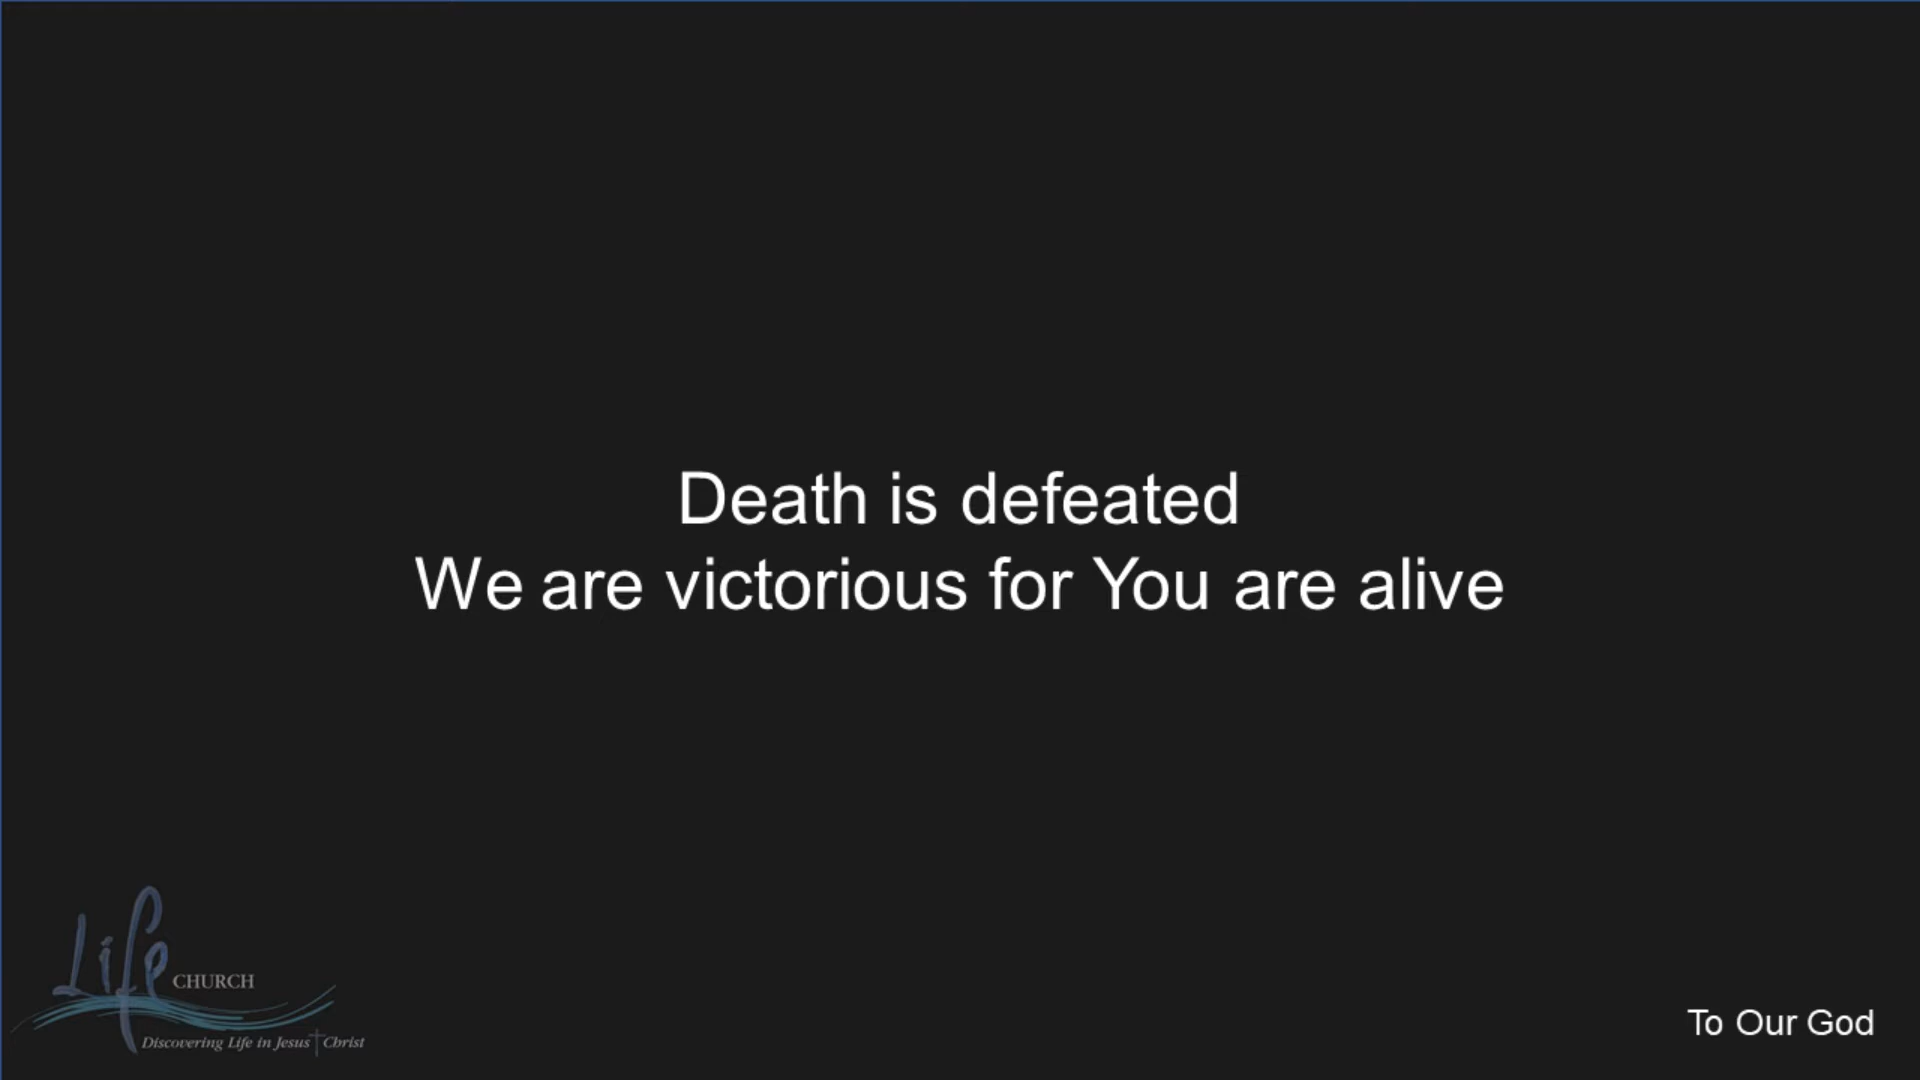 Death is defeated
We are victorious for You are alive
Life CHURCH
Discovering Life in Jesus Christ
To Our God